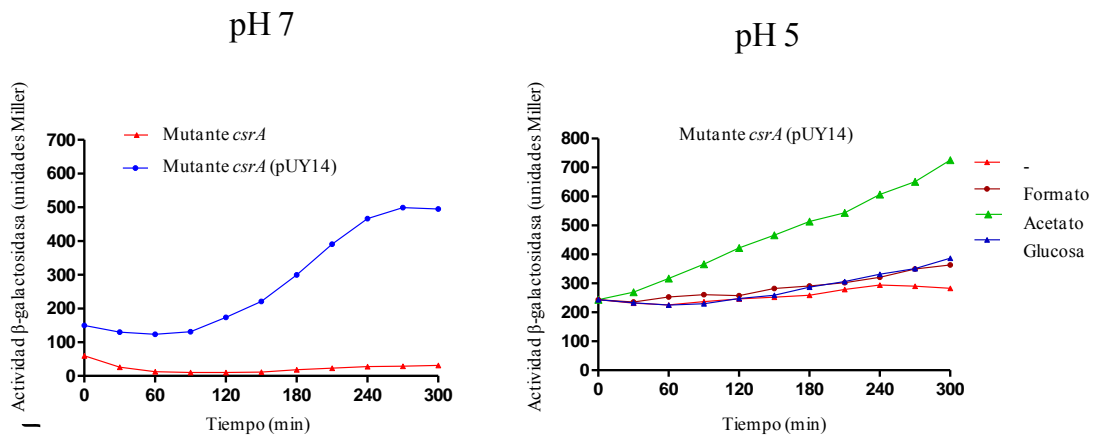 pH 7
Actividad β-galactosidasa (unidades Miller)
700
600
500
400
300
200
100
0
Mutante csrA
Mutante csrA (pUY14)
0 60 120 180 240 300
Tiempo (min)
pH 5
Actividad β-galactosidasa (unidades Miller)
800
700
600
500
400
300
200
100
0
Mutante csrA (pUY14)
-
Formato
Acetato
Glucosa
0 60 120 180 240 300
Tiempo (min)